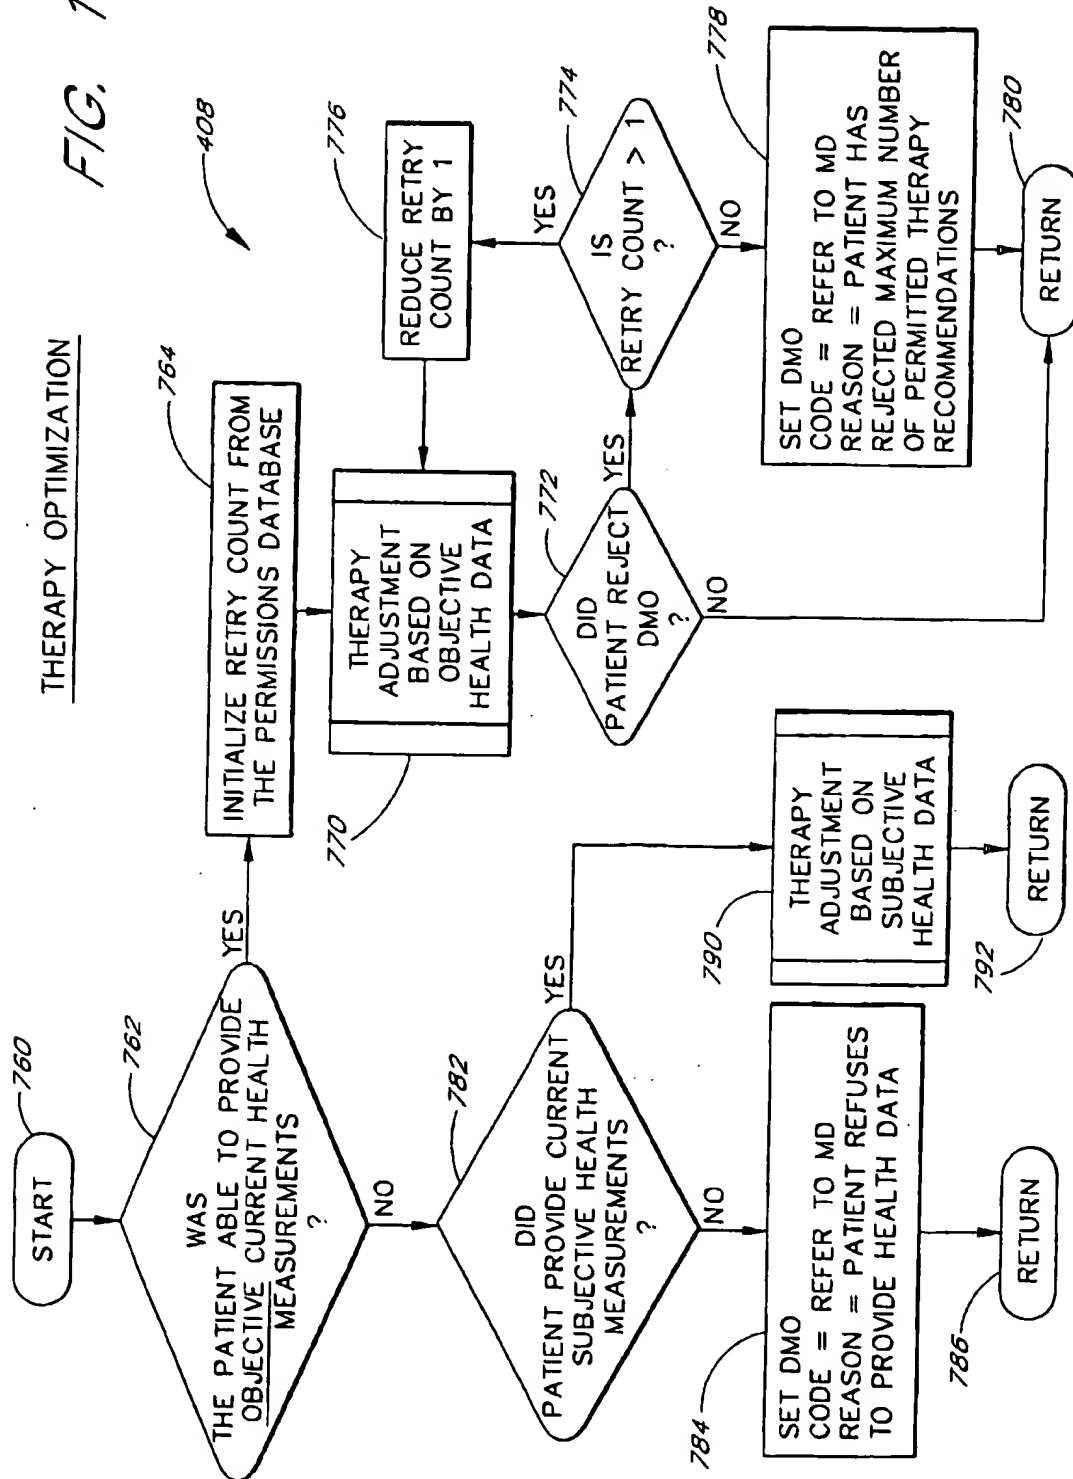 THERAPY OPTIMIZATION
FIG. 1
408
START
760
WAS
THE PATIENT ABLE TO PROVIDE
OBJECTIVE CURRENT HEALTH
MEASUREMENTS
?
762
YES
NO
INITIALIZE RETRY COUNT FROM
THE PERMISSIONS DATABASE
764
THERAPY
ADJUSTMENT
BASED ON
OBJECTIVE
HEALTH DATA
770
REDUCE RETRY
COUNT BY 1
776
DID
PATIENT REJECT
DMO
?
772
YES
NO
IS
RETRY COUNT > 1
?
774
YES
NO
SET DMO
CODE = REFER TO MD
REASON = PATIENT HAS
REJECTED MAXIMUM NUMBER
OF PERMITTED THERAPY
RECOMMENDATIONS
778
RETURN
780
DID
PATIENT PROVIDE CURRENT
SUBJECTIVE HEALTH
MEASUREMENTS
?
782
YES
NO
THERAPY
ADJUSTMENT
BASED ON
SUBJECTIVE
HEALTH DATA
790
RETURN
792
SET DMO
CODE = REFER TO MD
REASON = PATIENT REFUSES
TO PROVIDE HEALTH DATA
784
RETURN
786